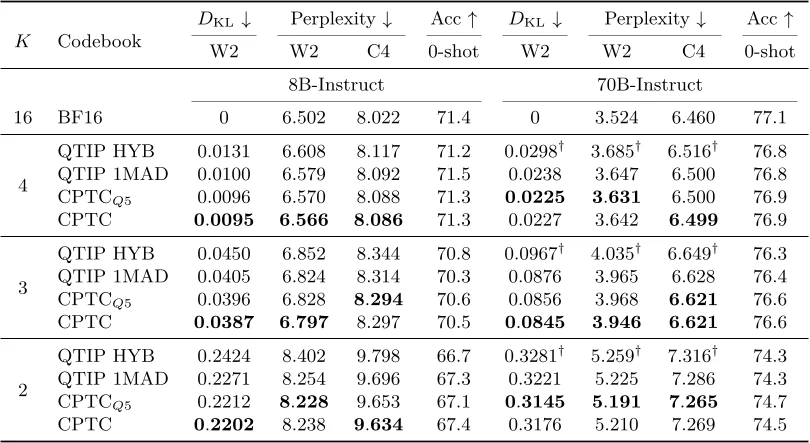 D_KL ↓ Perplexity ↓ Acc ↑ D_KL ↓ Perplexity ↓ Acc ↑
K Codebook W2 W2 C4 0-shot W2 W2 C4 0-shot
8B-Instruct 70B-Instruct
16 BF16 0 6.502 8.022 71.4 0 3.524 6.460 77.1
4
QTIP HYB 0.0131 6.608 8.117 71.2 0.0298† 3.685† 6.516† 76.8
QTIP 1MAD 0.0100 6.579 8.092 71.5 0.0238 3.647 6.500 76.8
CPTC_Q5 0.0096 6.570 8.088 71.3 0.0225 3.631 6.500 76.9
CPTC 0.0095 6.566 8.086 71.3 0.0227 3.642 6.499 76.9
3
QTIP HYB 0.0450 6.852 8.344 70.8 0.0967† 4.035† 6.649† 76.3
QTIP 1MAD 0.0405 6.824 8.314 70.3 0.0876 3.965 6.628 76.4
CPTC_Q5 0.0396 6.828 8.294 70.6 0.0856 3.968 6.621 76.6
CPTC 0.0387 6.797 8.297 70.5 0.0845 3.946 6.621 76.6
2
QTIP HYB 0.2424 8.402 9.798 66.7 0.3281† 5.259† 7.316† 74.3
QTIP 1MAD 0.2271 8.254 9.696 67.3 0.3221 5.225 7.286 74.3
CPTC_Q5 0.2212 8.228 9.653 67.1 0.3145 5.191 7.265 74.7
CPTC 0.2202 8.238 9.634 67.4 0.3176 5.210 7.269 74.5